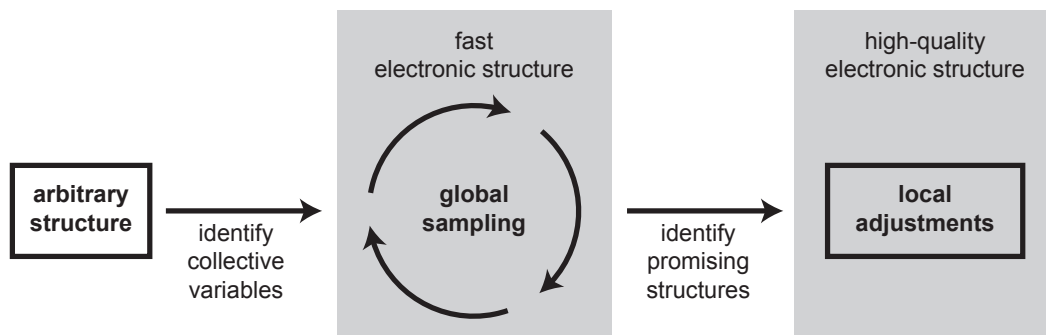 arbitrary
structure
identify
collective
variables
fast
electronic structure
global
sampling
identify
promising
structures
high-quality
electronic structure
local
adjustments